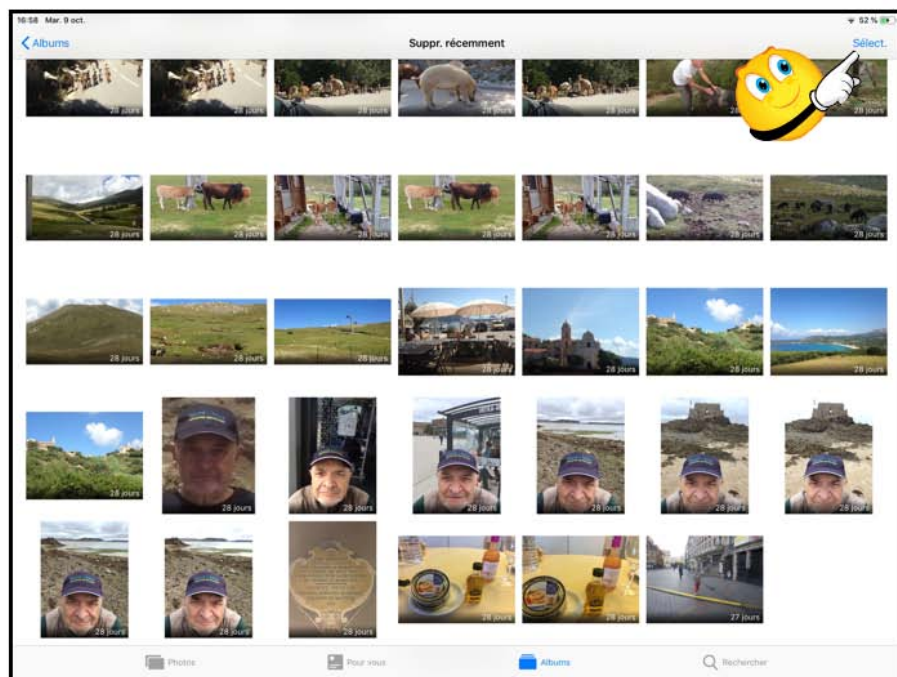 16:58 Mar. 9 oct. 52 %
Albums Suppr. récemment Sélect.
28 jours 28 jours 28 jours 28 jours 28 jours 28 jours
28 jours 28 jours 28 jours 28 jours 28 jours 28 jours 28 jours
28 jours 28 jours 28 jours 28 jours 28 jours 28 jours 28 jours
28 jours 28 jours 28 jours 28 jours 28 jours 28 jours 28 jours
28 jours 28 jours 28 jours 28 jours 28 jours 27 jours
Photos Pour vous Albums Rechercher